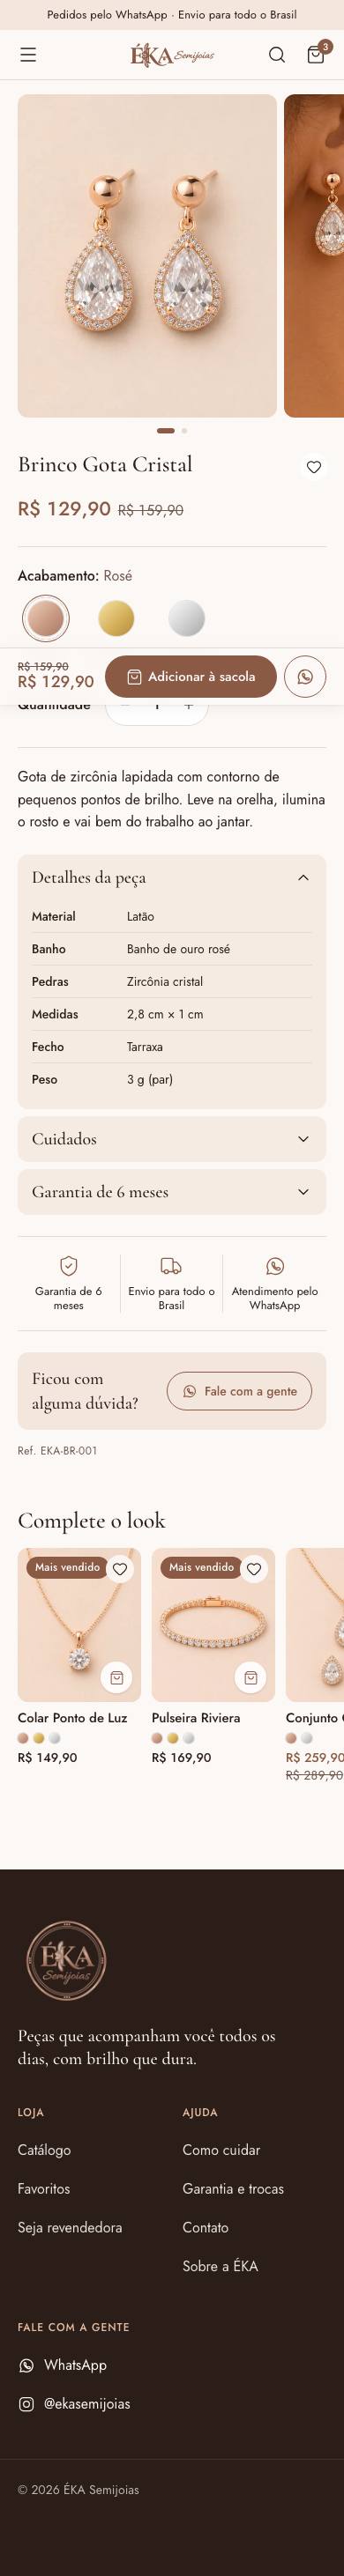 Pedidos pelo WhatsApp · Envio para todo o Brasil
ÉKA Semijoias
3
Brinco Gota Cristal
R$ 129,90 R$ 159,90
Acabamento: Rosé
R$ 159,90
R$ 129,90
Adicionar à sacola
Quantidade
1
Gota de zircônia lapidada com contorno de
pequenos pontos de brilho. Leve na orelha, ilumina
o rosto e vai bem do trabalho ao jantar.
Detalhes da peça
Material Latão
Banho Banho de ouro rosé
Pedras Zircônia cristal
Medidas 2,8 cm × 1 cm
Fecho Tarraxa
Peso 3 g (par)
Cuidados
Garantia de 6 meses
Garantia de 6
meses
Envio para todo o
Brasil
Atendimento pelo
WhatsApp
Ficou com
alguma dúvida?
Fale com a gente
Ref. EKA-BR-001
Complete o look
Mais vendido
Mais vendido
Colar Ponto de Luz
R$ 149,90
Pulseira Riviera
R$ 169,90
Conjunto
R$ 259,90
R$ 289,90
ÉKA
Semijoias
Peças que acompanham você todos os
dias, com brilho que dura.
LOJA
Catálogo
Favoritos
Seja revendedora
AJUDA
Como cuidar
Garantia e trocas
Contato
Sobre a ÉKA
FALE COM A GENTE
WhatsApp
@ekasemijoias
© 2026 ÉKA Semijoias